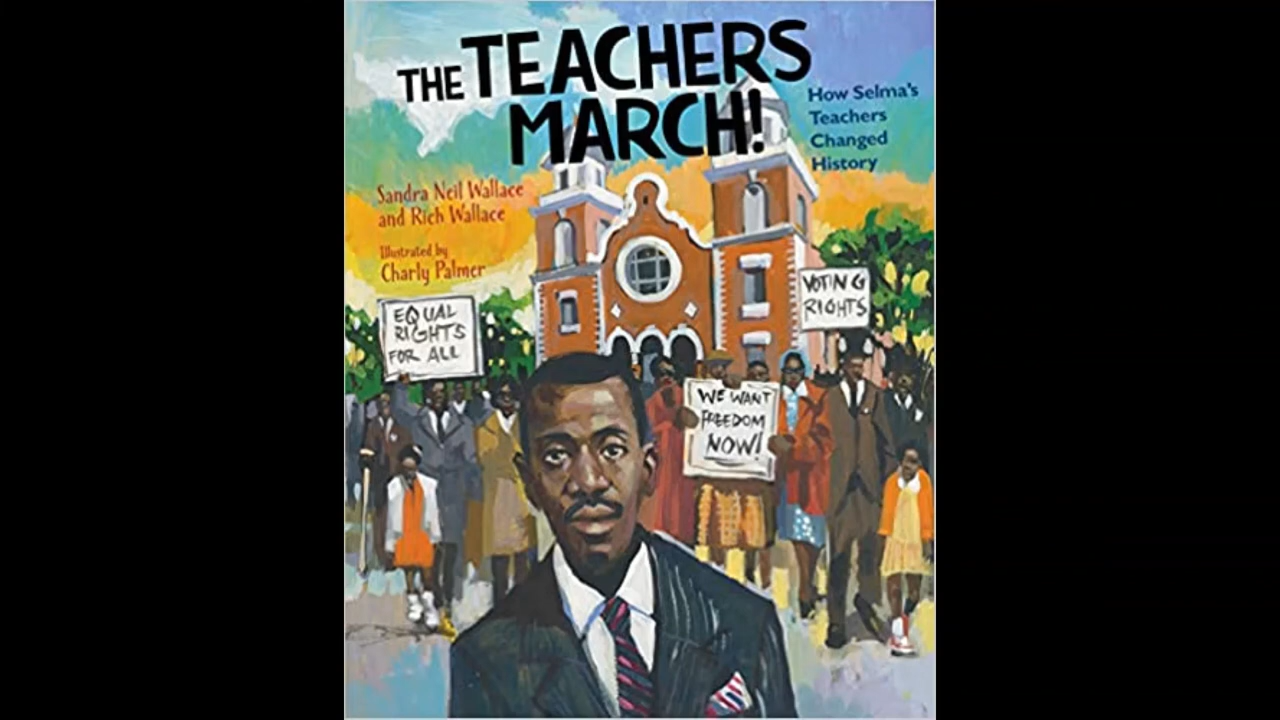 THE TEACHERS
MARCH!
How Selma's
Teachers
Changed
History
Sandra Neil Wallace
and Rich Wallace
Illustrated by
Charly Palmer
EQUAL
RIGHTS
FOR ALL
VOTING
RIGHTS
WE WANT
FREEDOM
NOW!